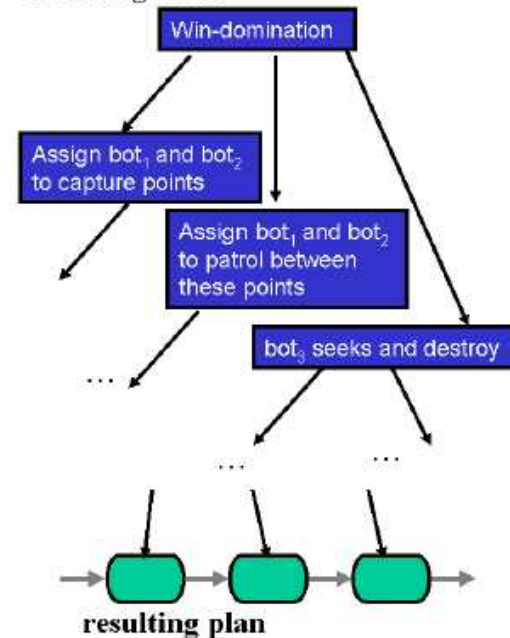 Win-domination
Assign bot₁ and bot₂
to capture points
Assign bot₁ and bot₂
to patrol between
these points
bot₃ seeks and destroy
...
...
...
resulting plan